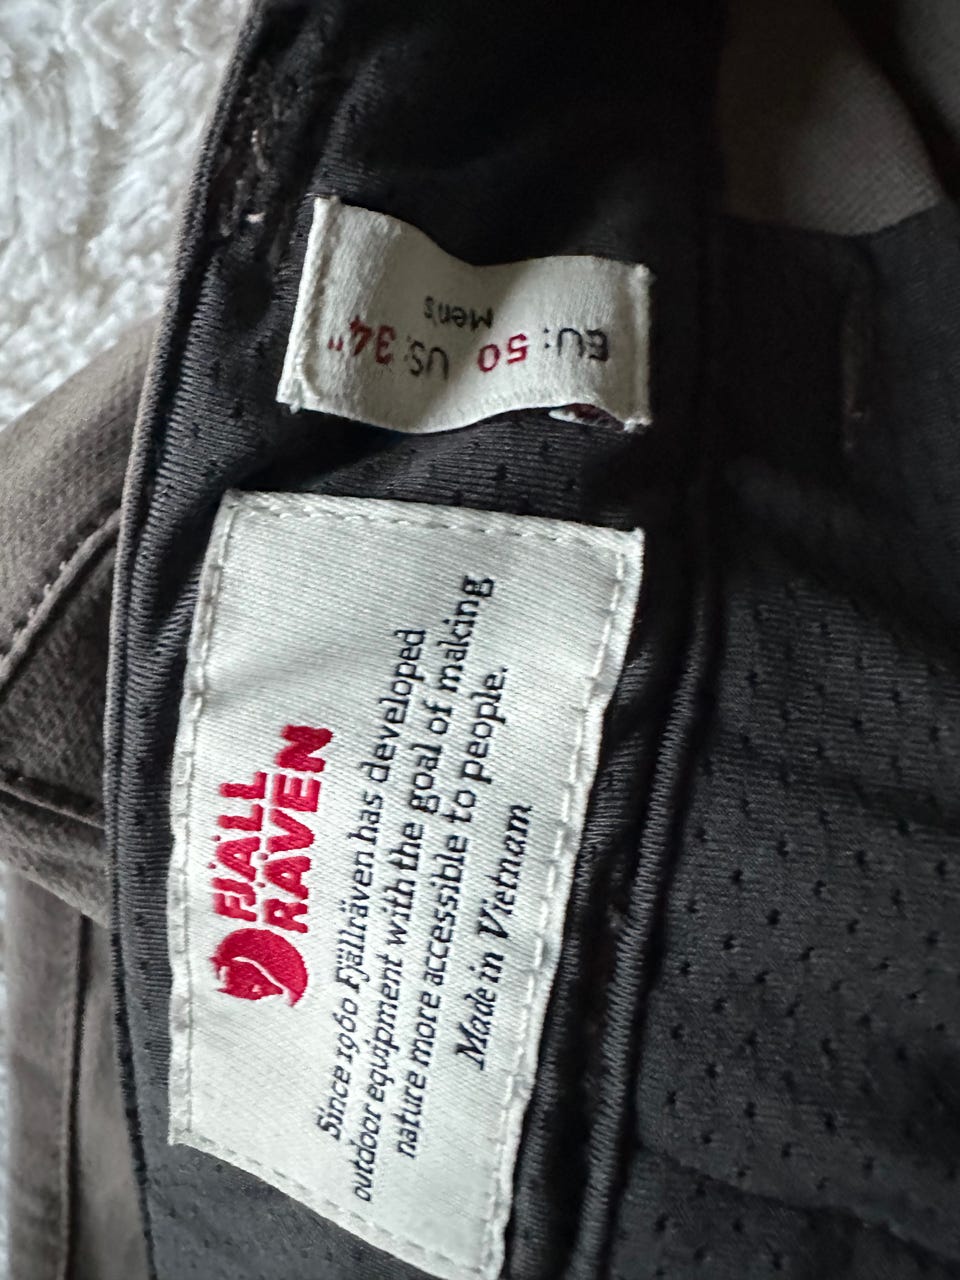 EU: 50 US: 34"
Men's
FJÄLL
RÄVEN
Since 1960 Fjällräven has developed
outdoor equipment with the goal of making
nature more accessible to people.
Made in Vietnam